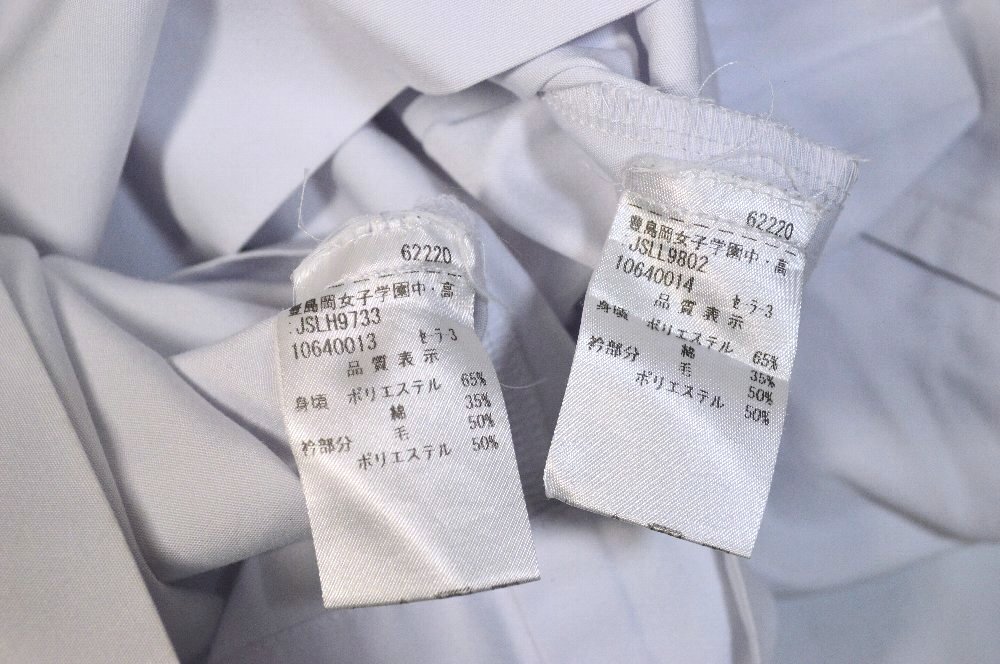 62220
豊島岡女子学園中・高
:JSLH9733
10640013 ｾ-ﾗ-3
品質表示
身頃 ポリエステル 65%
綿 35%
衿部分 毛 50%
ポリエステル 50%
62220
豊島岡女子学園中・高
JSLL9802
10640014 ｾ-ﾗ-3
品質表示
身頃 ポリエステル 65%
綿 35%
衿部分 毛 50%
ポリエステル 50%